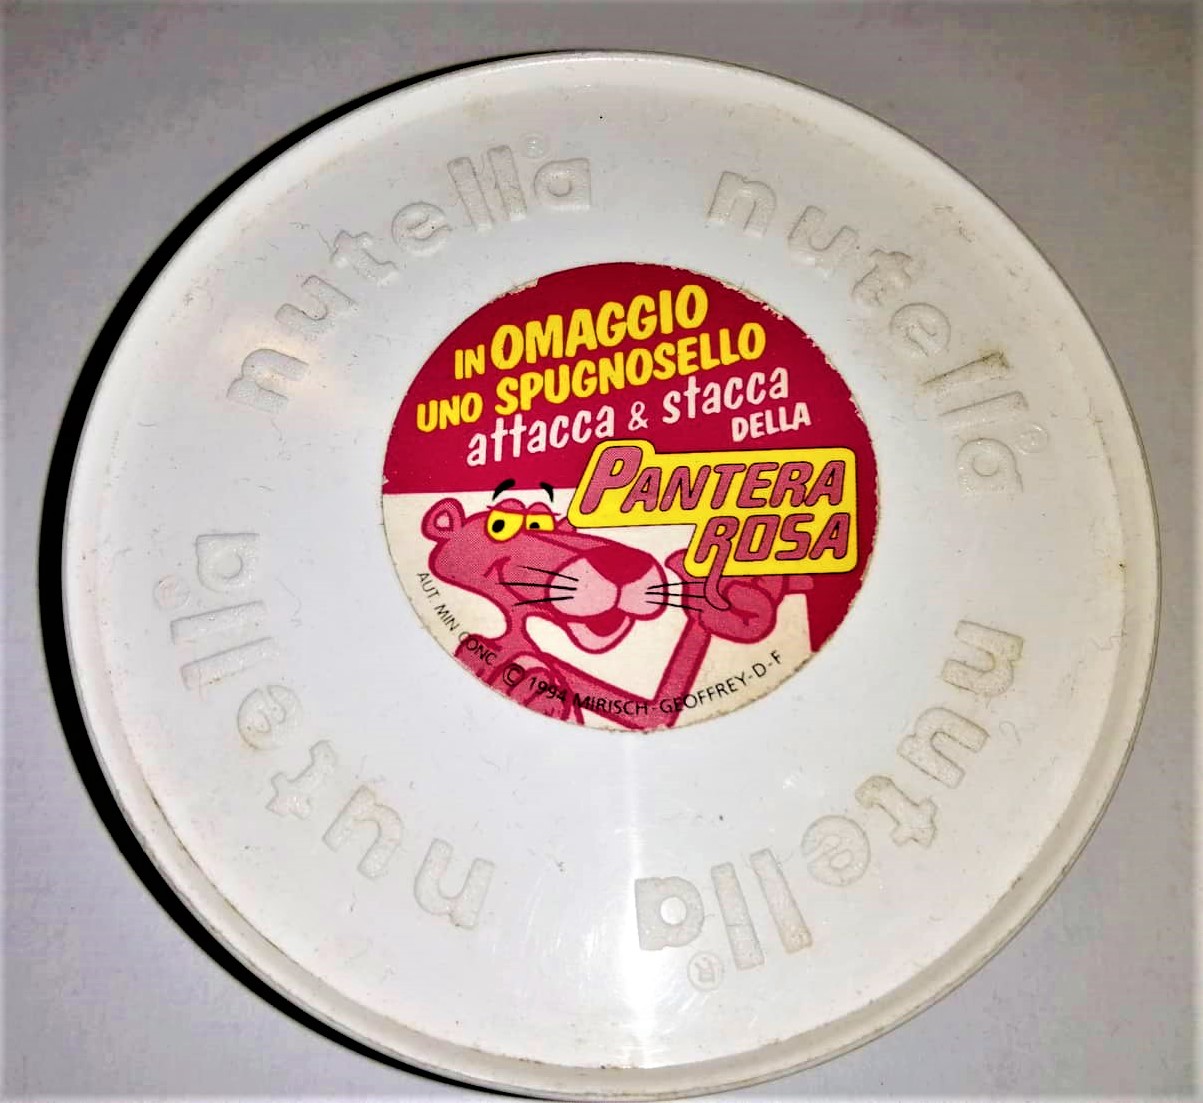 nutella®
nutella®
IN OMAGGIO
UNO SPUGNOSELLO
attacca & stacca
DELLA
PANTERA
ROSA
AUT. MIN. CONC. © 1994 MIRISCH-GEOFFREY-D-F
nutella®
nutella®